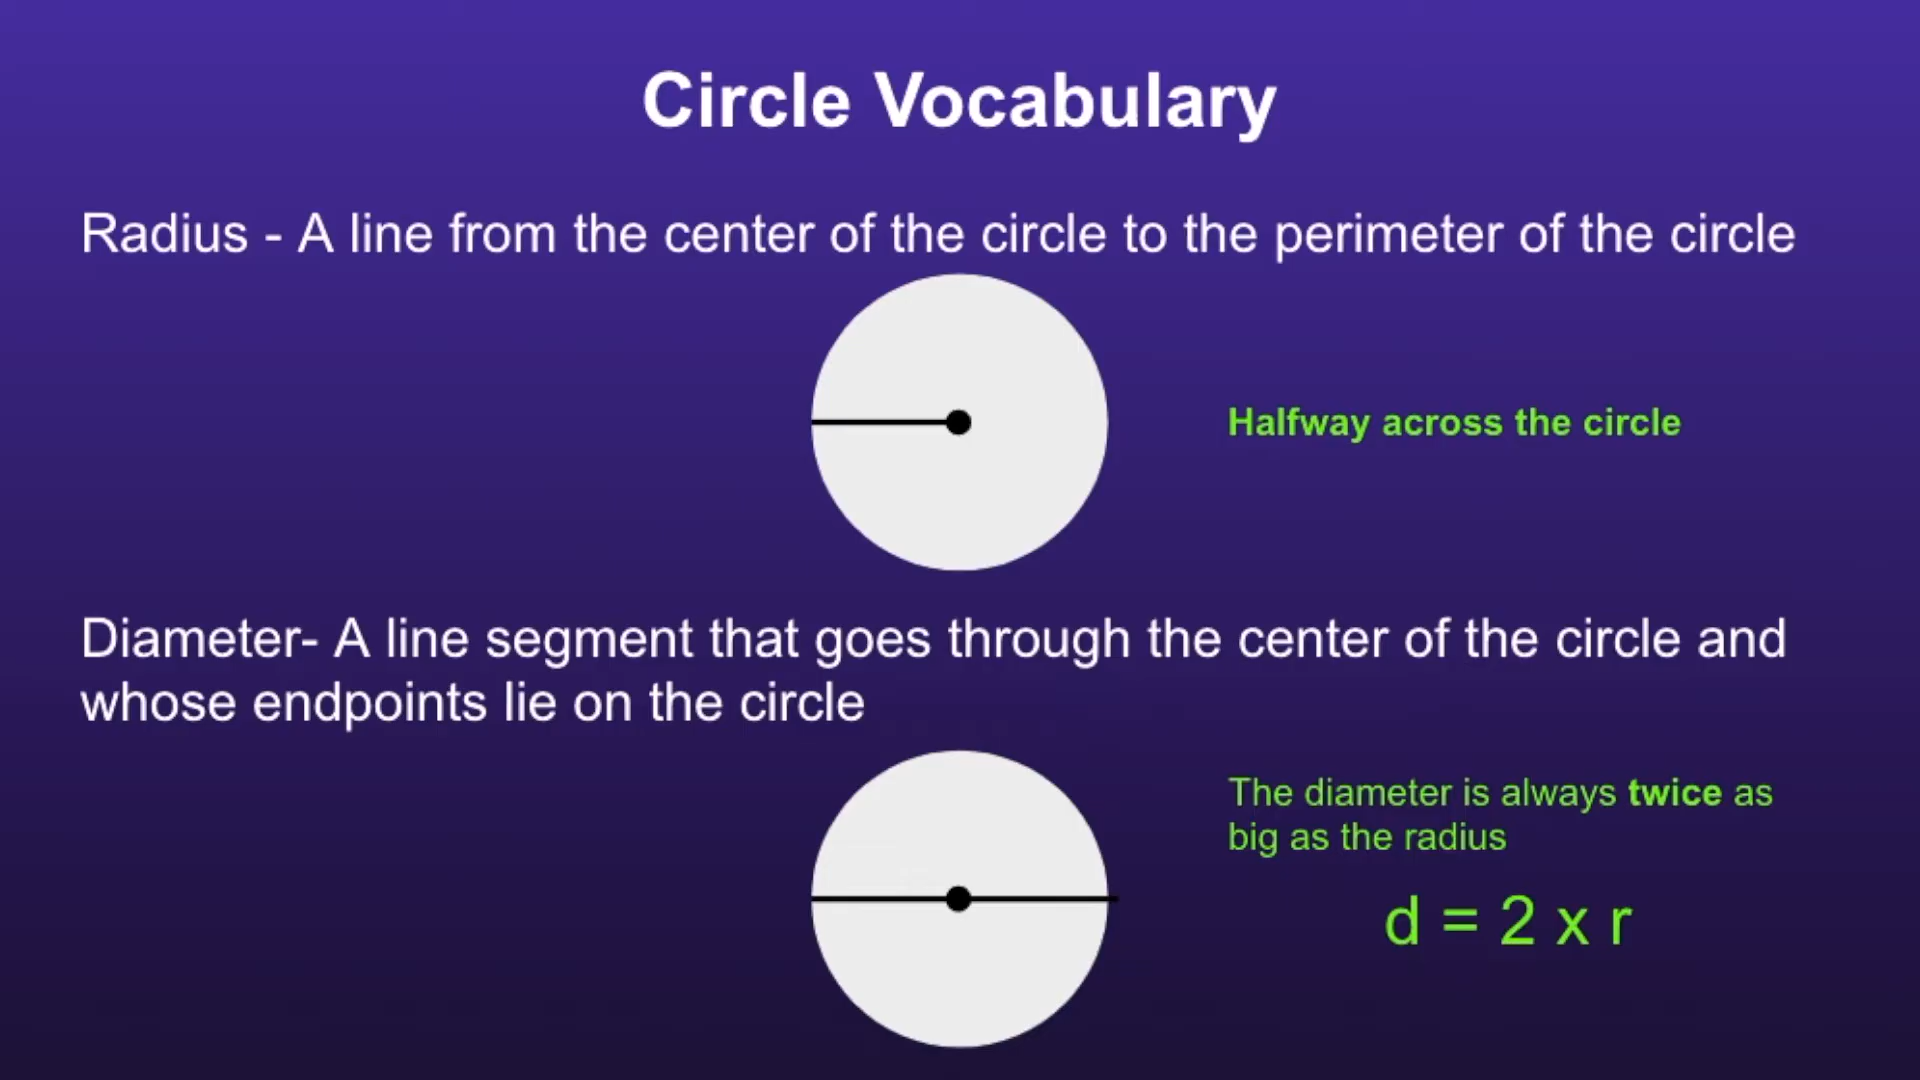 Circle Vocabulary
Radius - A line from the center of the circle to the perimeter of the circle
Halfway across the circle
Diameter- A line segment that goes through the center of the circle and
whose endpoints lie on the circle
The diameter is always twice as
big as the radius
d = 2 x r